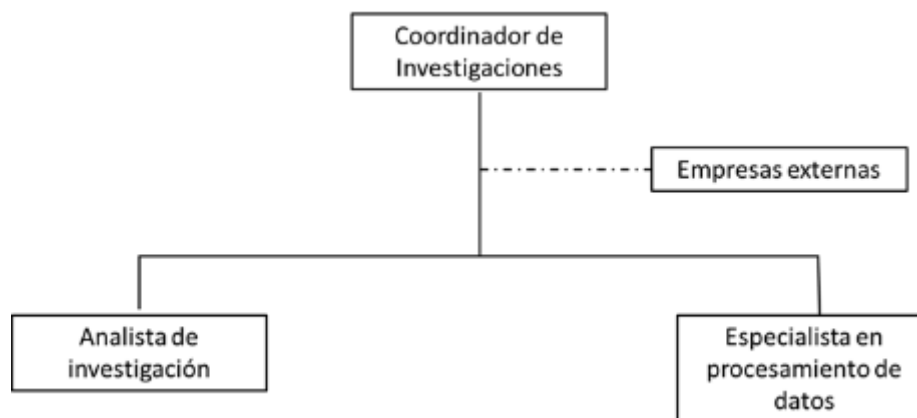 Coordinador de
Investigaciones
Empresas externas
Analista de
investigación
Especialista en
procesamiento de
datos